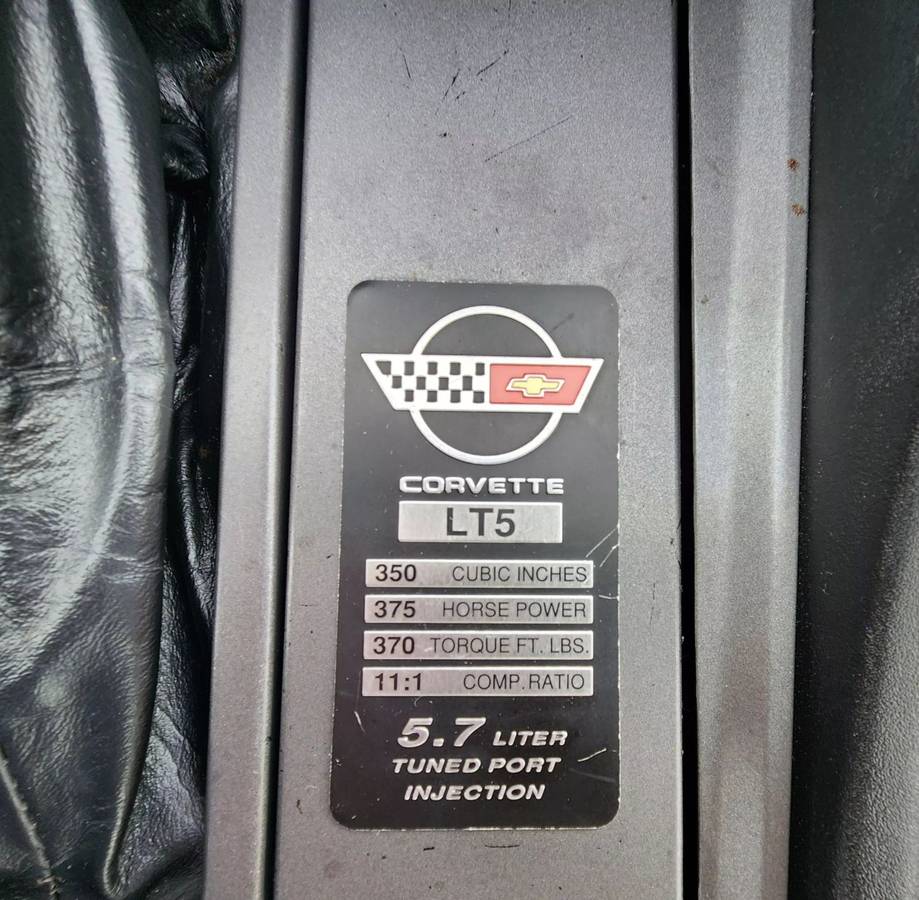 CORVETTE
LT5
350 CUBIC INCHES
375 HORSE POWER
370 TORQUE FT. LBS.
11:1 COMP. RATIO
5.7 LITER
TUNED PORT
INJECTION